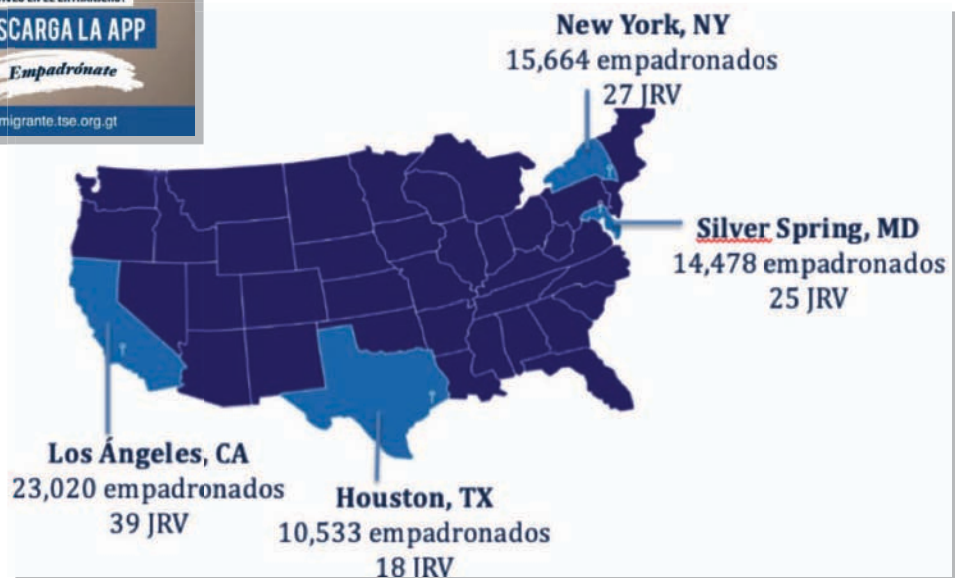 DESCARGA LA APP
Empadrónate
migrante.tse.org.gt
New York, NY
15,664 empadronados
27 JRV
Silver Spring, MD
14,478 empadronados
25 JRV
Los Ángeles, CA
23,020 empadronados
39 JRV
Houston, TX
10,533 empadronados
18 JRV